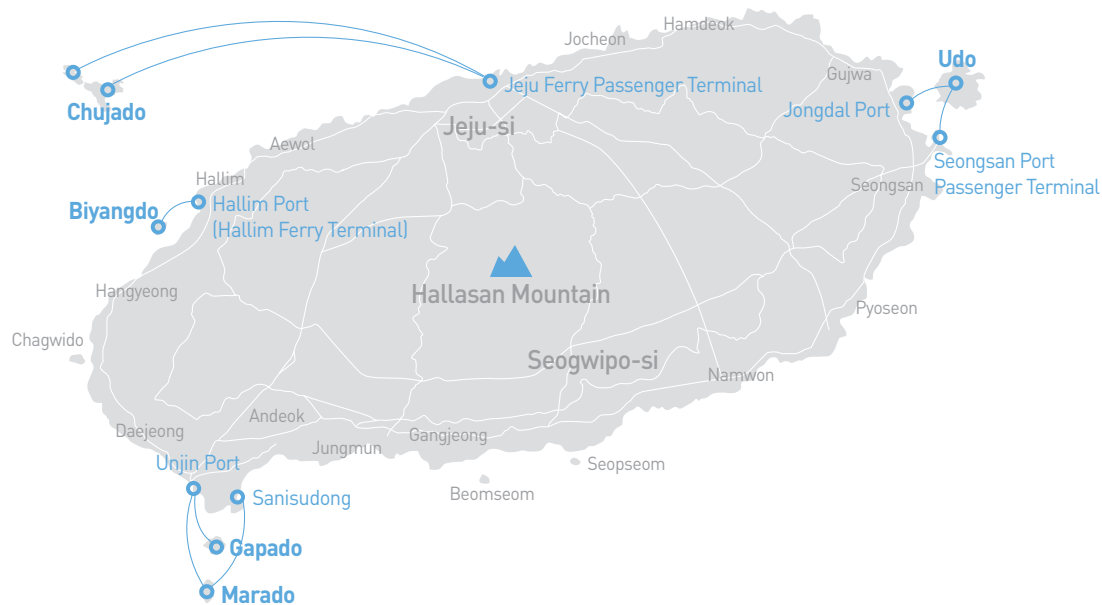 Hamdeok
Jocheon
Udo
Gujwa
Jeju Ferry Passenger Terminal
Chujado
Jongdal Port
Jeju-si
Aewol
Seongsan Port
Passenger Terminal
Hallim
Seongsan
Biyangdo
Hallim Port
(Hallim Ferry Terminal)
Hangyeong
Hallasan Mountain
Pyoseon
Chagwido
Seogwipo-si
Namwon
Andeok
Daejeong
Gangjeong
Jungmun
Unjin Port
Seopseom
Beomseom
Sanisudong
Gapado
Marado